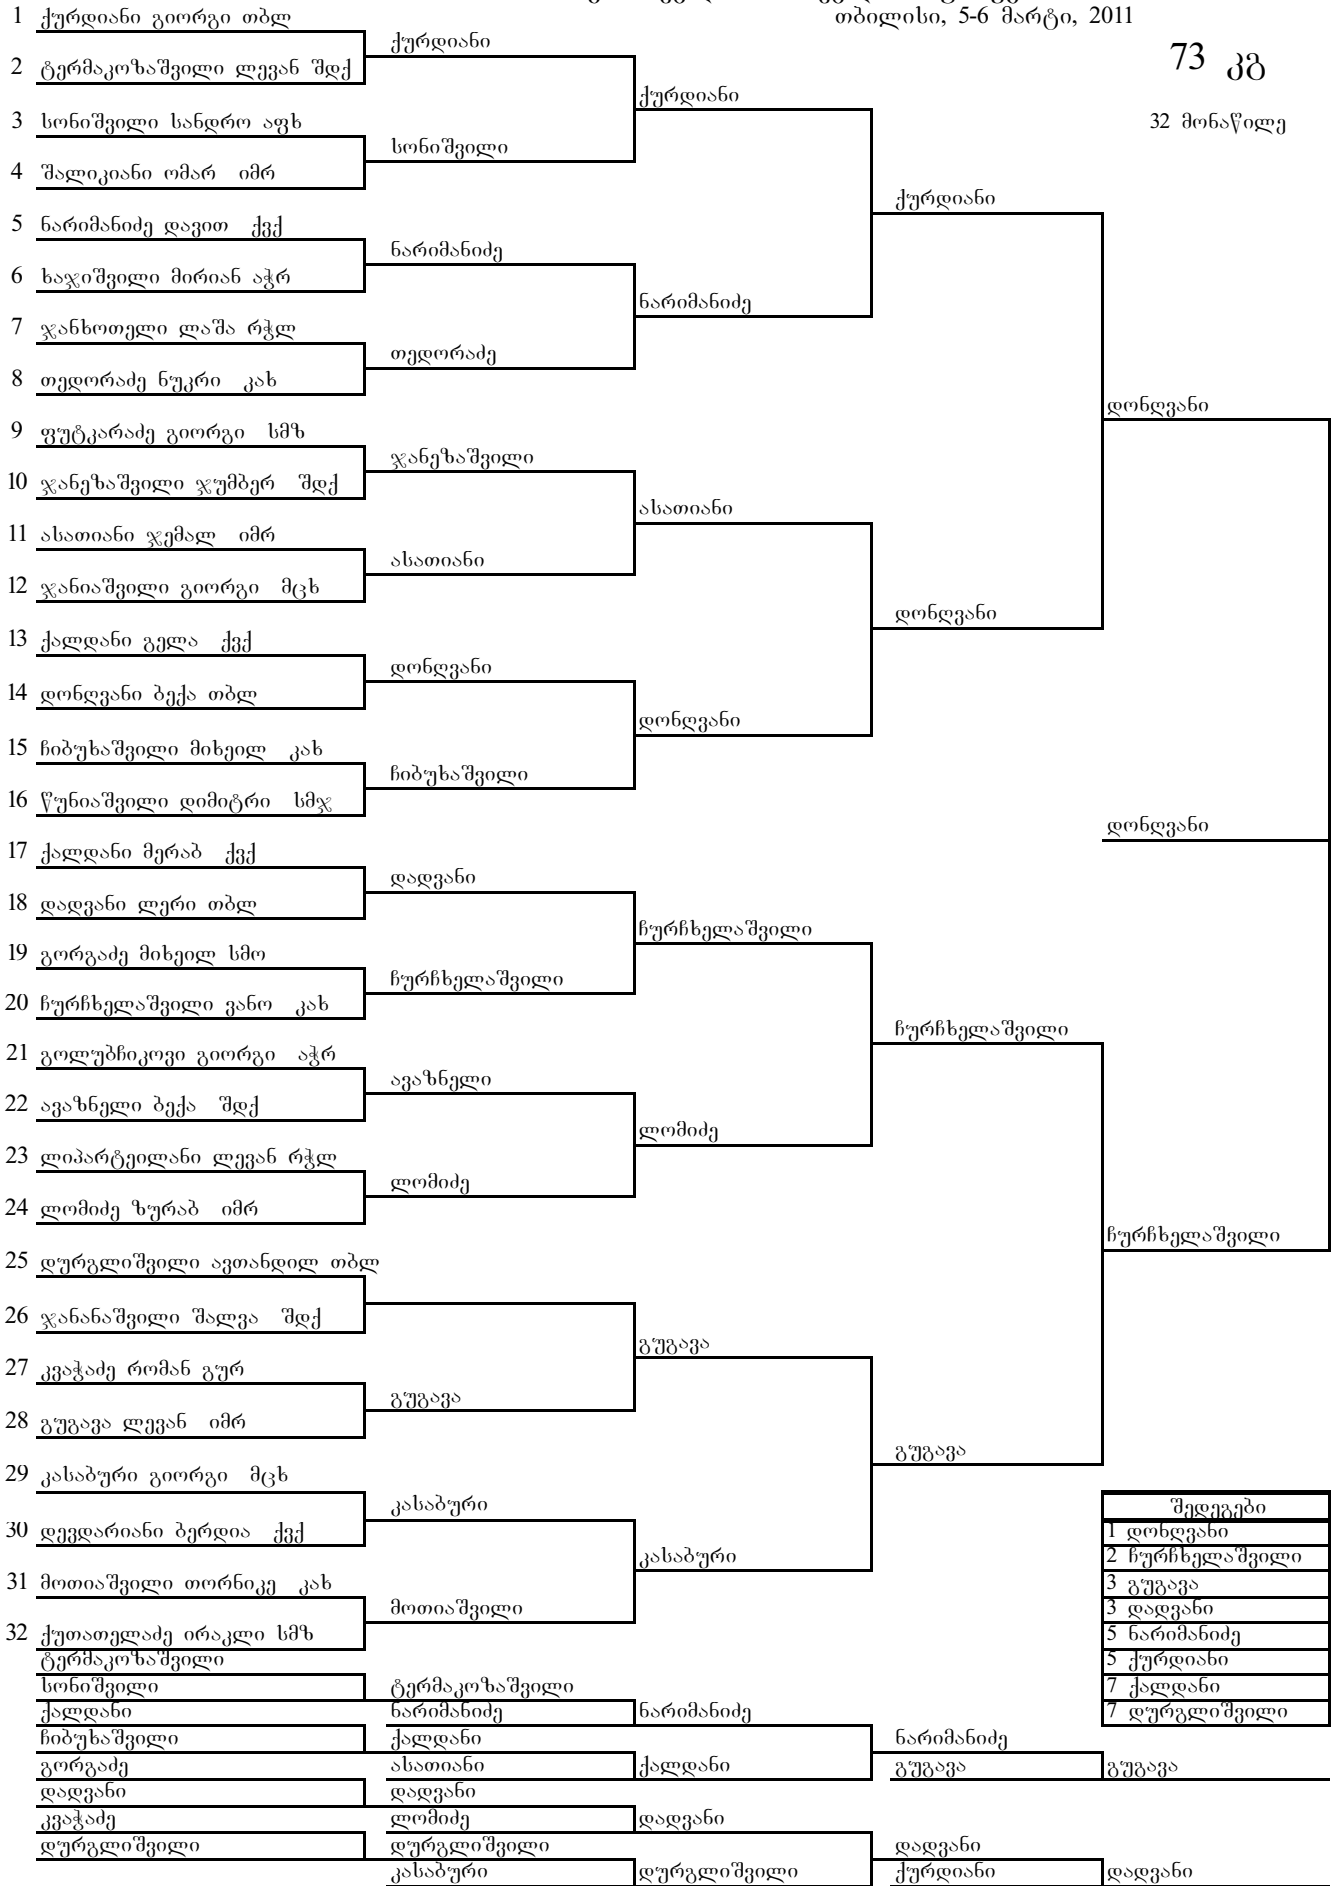 თბილისი, 5-6 მარტი, 2011
73 კგ
32 მონაწილე
1 ქურდიანი გიორგი თბლ
2 ტერმაკოზაშვილი ლევან შდქ
3 სონიშვილი სანდრო აფხ
4 შალიკიანი ომარ იმრ
5 ნარიმანიძე დავით ქვქ
6 ხაჯიშვილი მირიან აჭრ
7 ჯანხოთელი ლაშა რჭლ
8 თედორაძე ნუკრი კახ
9 ფუტკარაძე გიორგი სმზ
10 ჯანეზაშვილი ჯუმბერ შდქ
11 ასათიანი ჯემალ იმრ
12 ჯანიაშვილი გიორგი მცხ
13 ქალდანი გელა ქვქ
14 დონღვანი ბექა თბლ
15 ჩიბუხაშვილი მიხეილ კახ
16 წუნიაშვილი დიმიტრი სმჯ
17 ქალდანი მერაბ ქვქ
18 დადვანი ლერი თბლ
19 გორგაძე მიხეილ სმო
20 ჩურჩხელაშვილი ვანო კახ
21 გოლუბჩიკოვი გიორგი აჭრ
22 ავაზნელი ბექა შდქ
23 ლიპარტეილანი ლევან რჭლ
24 ლომიძე ზურაბ იმრ
25 დურგლიშვილი ავთანდილ თბლ
26 ჯანანაშვილი შალვა შდქ
27 კვაჭაძე რომან გურ
28 გუგავა ლევან იმრ
29 კასაბური გიორგი მცხ
30 დევდარიანი ბერდია ქვქ
31 მოთიაშვილი თორნიკე კახ
32 ქუთათელაძე ირაკლი სმზ
ქურდიანი
სონიშვილი
ნარიმანიძე
თედორაძე
ჯანეზაშვილი
ასათიანი
დონღვანი
ჩიბუხაშვილი
დადვანი
ჩურჩხელაშვილი
ავაზნელი
ლომიძე
გუგავა
კასაბური
მოთიაშვილი
ქურდიანი
ნარიმანიძე
ასათიანი
დონღვანი
ჩურჩხელაშვილი
ლომიძე
გუგავა
კასაბური
ქურდიანი
დონღვანი
ჩურჩხელაშვილი
გუგავა
დონღვანი
დონღვანი
ჩურჩხელაშვილი
შედეგები
1 დონღვანი
2 ჩურჩხელაშვილი
3 გუგავა
3 დადვანი
5 ნარიმანიძე
5 ქურდიანი
7 ქალდანი
7 დურგლიშვილი
ტერმაკოზაშვილი
სონიშვილი ტერმაკოზაშვილი
ქალდანი ნარიმანიძე ნარიმანიძე
ჩიბუხაშვილი ქალდანი ნარიმანიძე
გორგაძე ასათიანი ქალდანი გუგავა გუგავა
დადვანი დადვანი
კვაჭაძე ლომიძე დადვანი
დურგლიშვილი დურგლიშვილი დადვანი
კასაბური დურგლიშვილი ქურდიანი დადვანი